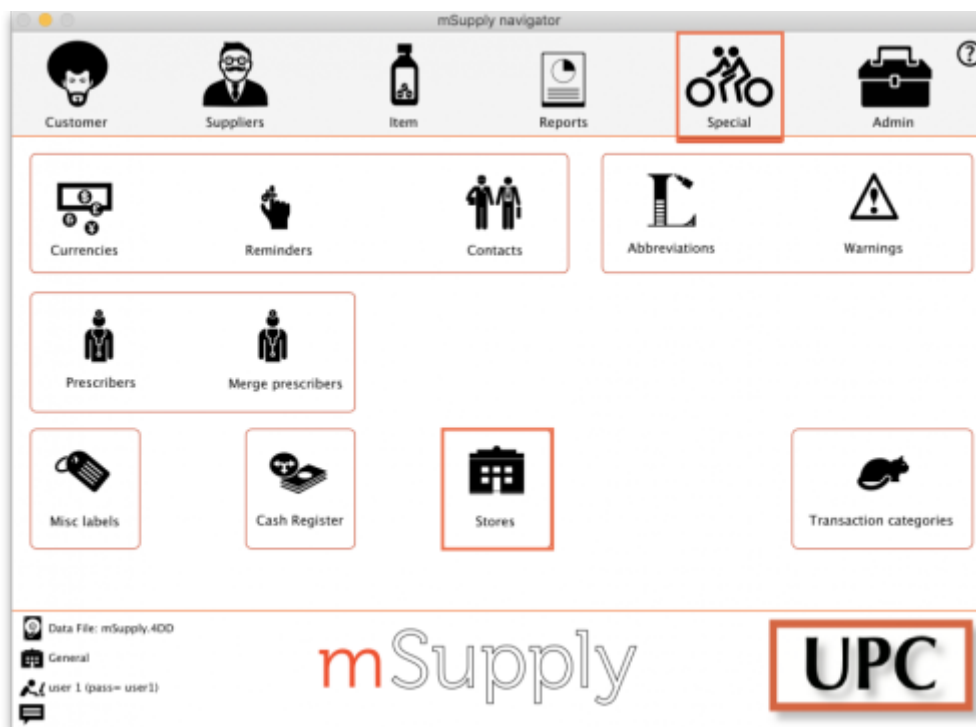 mSupply navigator
?
Customer Suppliers Item Reports Special Admin
Currencies Reminders Contacts Abbreviations Warnings
Prescribers Merge prescribers
Misc labels Cash Register Stores Transaction categories
Data File: mSupply.4DD
General
user 1 (pass= user1)
mSupply
UPC